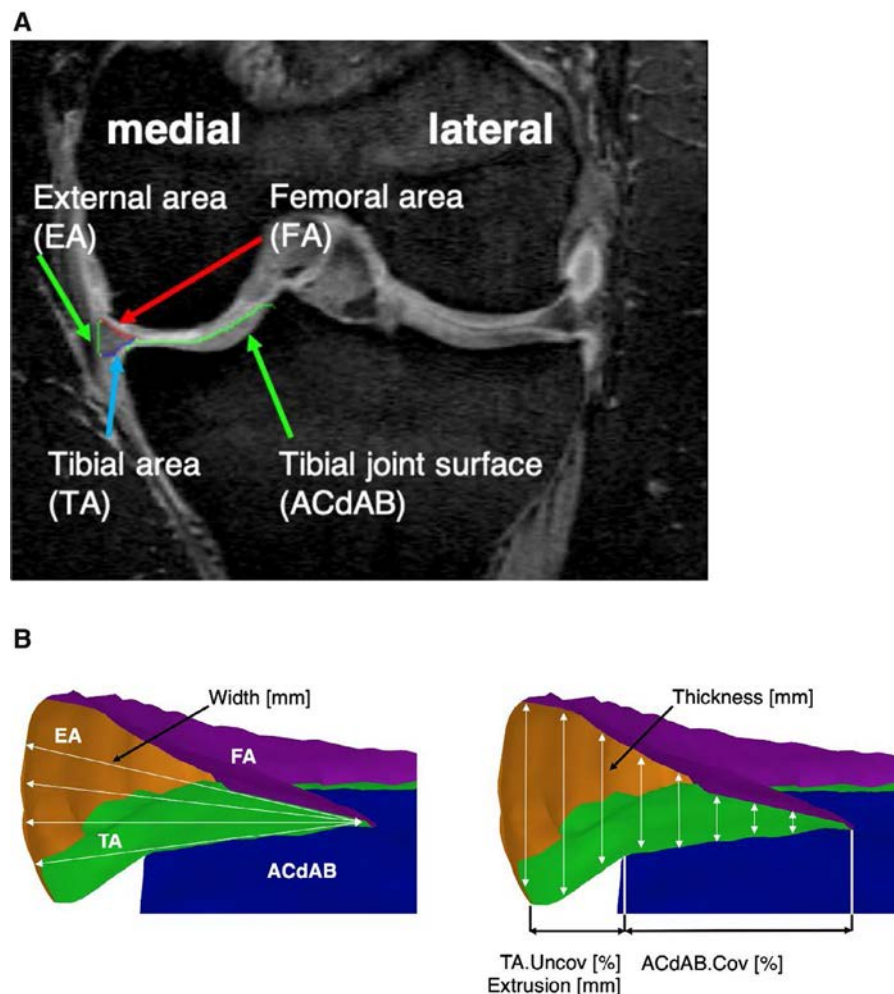 A
medial lateral
External area Femoral area
(EA) (FA)
Tibial area Tibial joint surface
(TA) (ACdAB)
B
Width [mm] Thickness [mm]
EA
FA
TA
ACdAB
TA.Uncov [%] ACdAB.Cov [%]
Extrusion [mm]